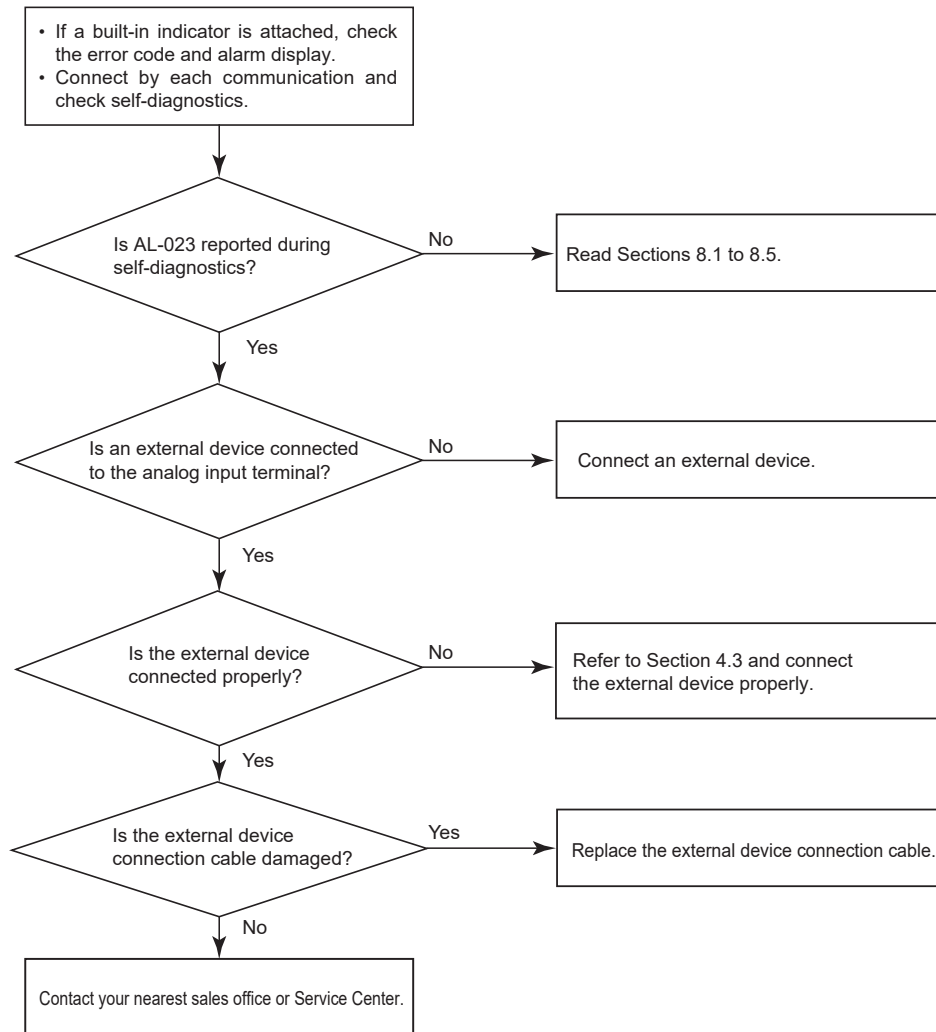 • If a built-in indicator is attached, check
the error code and alarm display.
• Connect by each communication and
check self-diagnostics.
Is AL-023 reported during
self-diagnostics?
No
Read Sections 8.1 to 8.5.
Yes
Is an external device connected
to the analog input terminal?
No
Connect an external device.
Yes
Is the external device
connected properly?
No
Refer to Section 4.3 and connect
the external device properly.
Yes
Is the external device
connection cable damaged?
Yes
Replace the external device connection cable.
No
Contact your nearest sales office or Service Center.